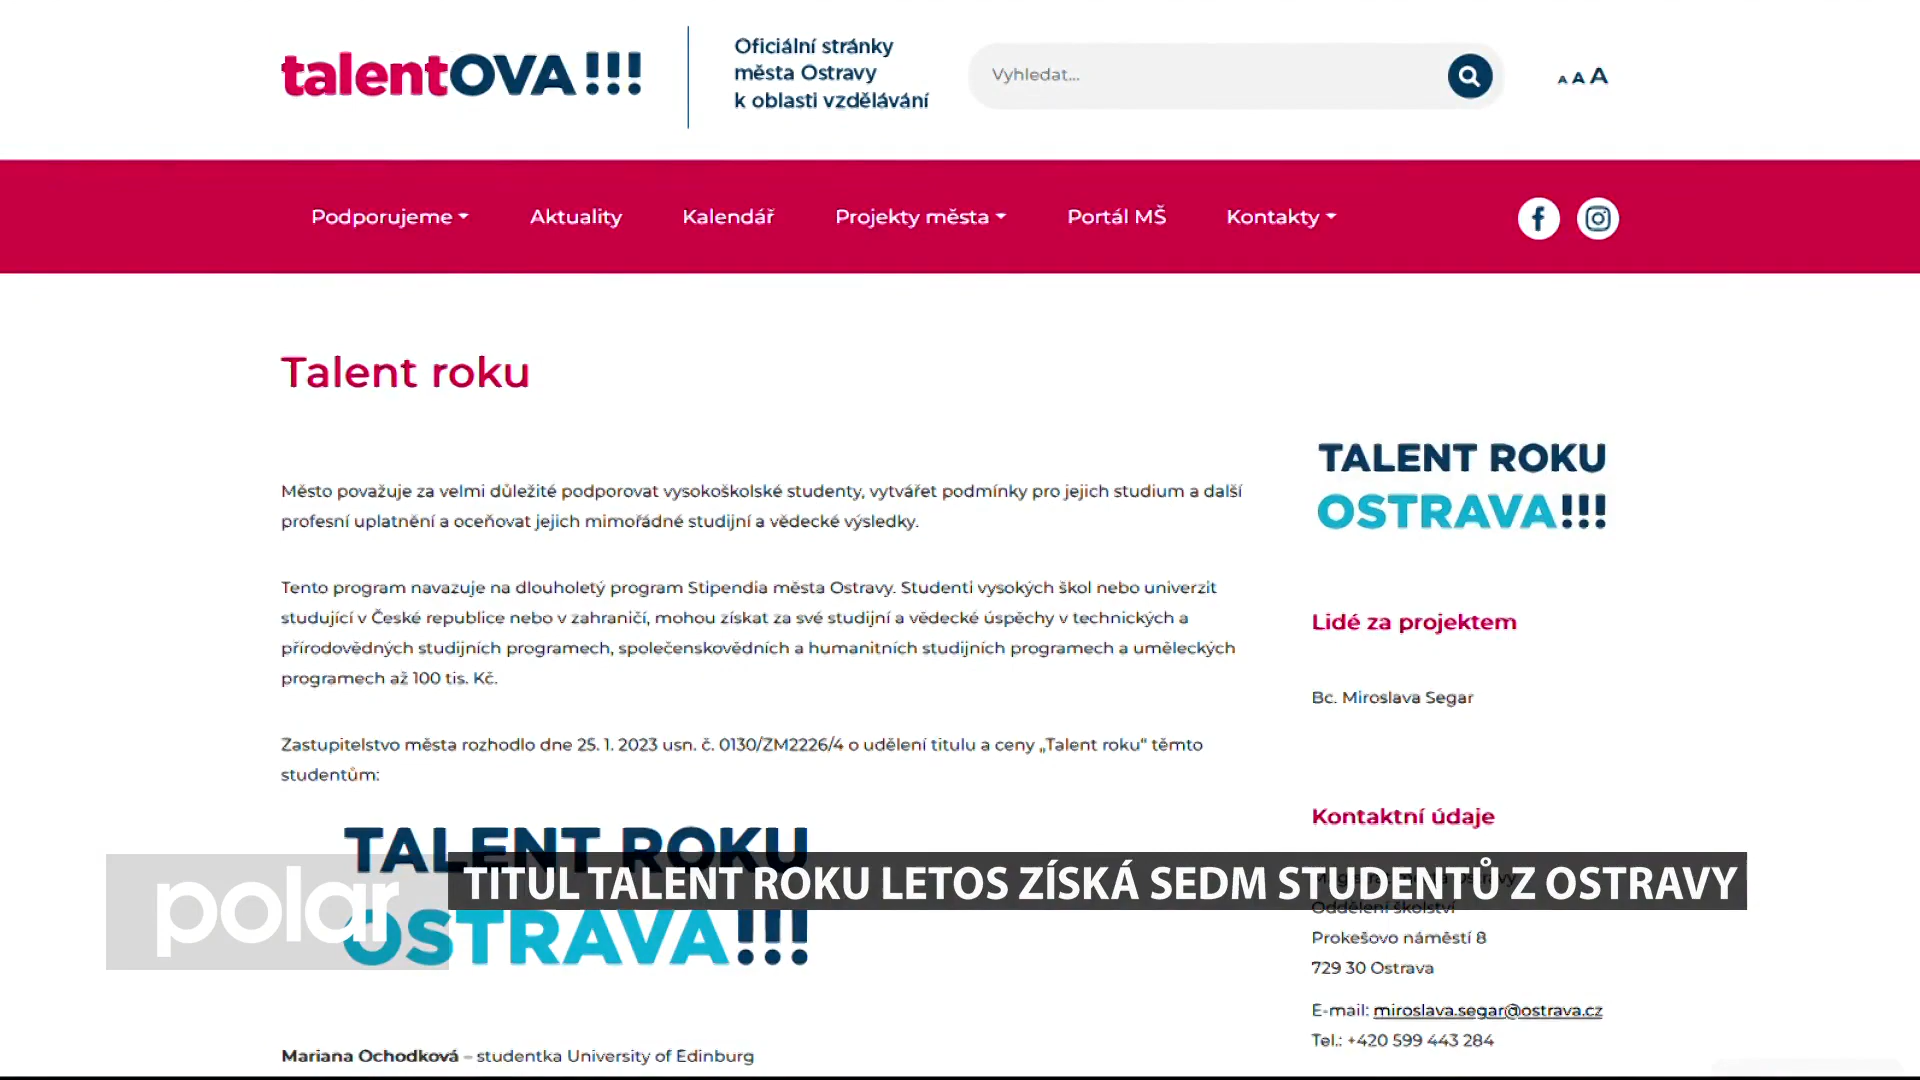 talentOVA!!!
Oficiální stránky
města Ostravy
k oblasti vzdělávání
Vyhledat...
A A A
Podporujeme
Aktuality
Kalendář
Projekty města
Portál MŠ
Kontakty
Talent roku
Město považuje za velmi důležité podporovat vysokoškolské studenty, vytvářet podmínky pro jejich studium a další
profesní uplatnění a oceňovat jejich mimořádné studijní a vědecké výsledky.
Tento program navazuje na dlouholetý program Stipendia města Ostravy. Studenti vysokých škol nebo univerzit
studující v České republice nebo v zahraničí, mohou získat za své studijní a vědecké úspěchy v technických a
přírodovědných studijních programech, společenskovědních a humanitních studijních programech a uměleckých
programech až 100 tis. Kč.
Zastupitelstvo města rozhodlo dne 25. 1. 2023 usn. č. 0130/ZM2226/4 o udělení titulu a ceny „Talent roku“ těmto
studentům:
TALENT ROKU
OSTRAVA!!!
Mariana Ochodková – studentka University of Edinburg
TALENT ROKU
OSTRAVA!!!
Lidé za projektem
Bc. Miroslava Segar
Kontaktní údaje
Oddělení školství
Prokešovo náměstí 8
729 30 Ostrava
E-mail: miroslava.segar@ostrava.cz
Tel.: +420 599 443 284
polar
TITUL TALENT ROKU LETOS ZÍSKÁ SEDM STUDENTŮ Z OSTRAVY